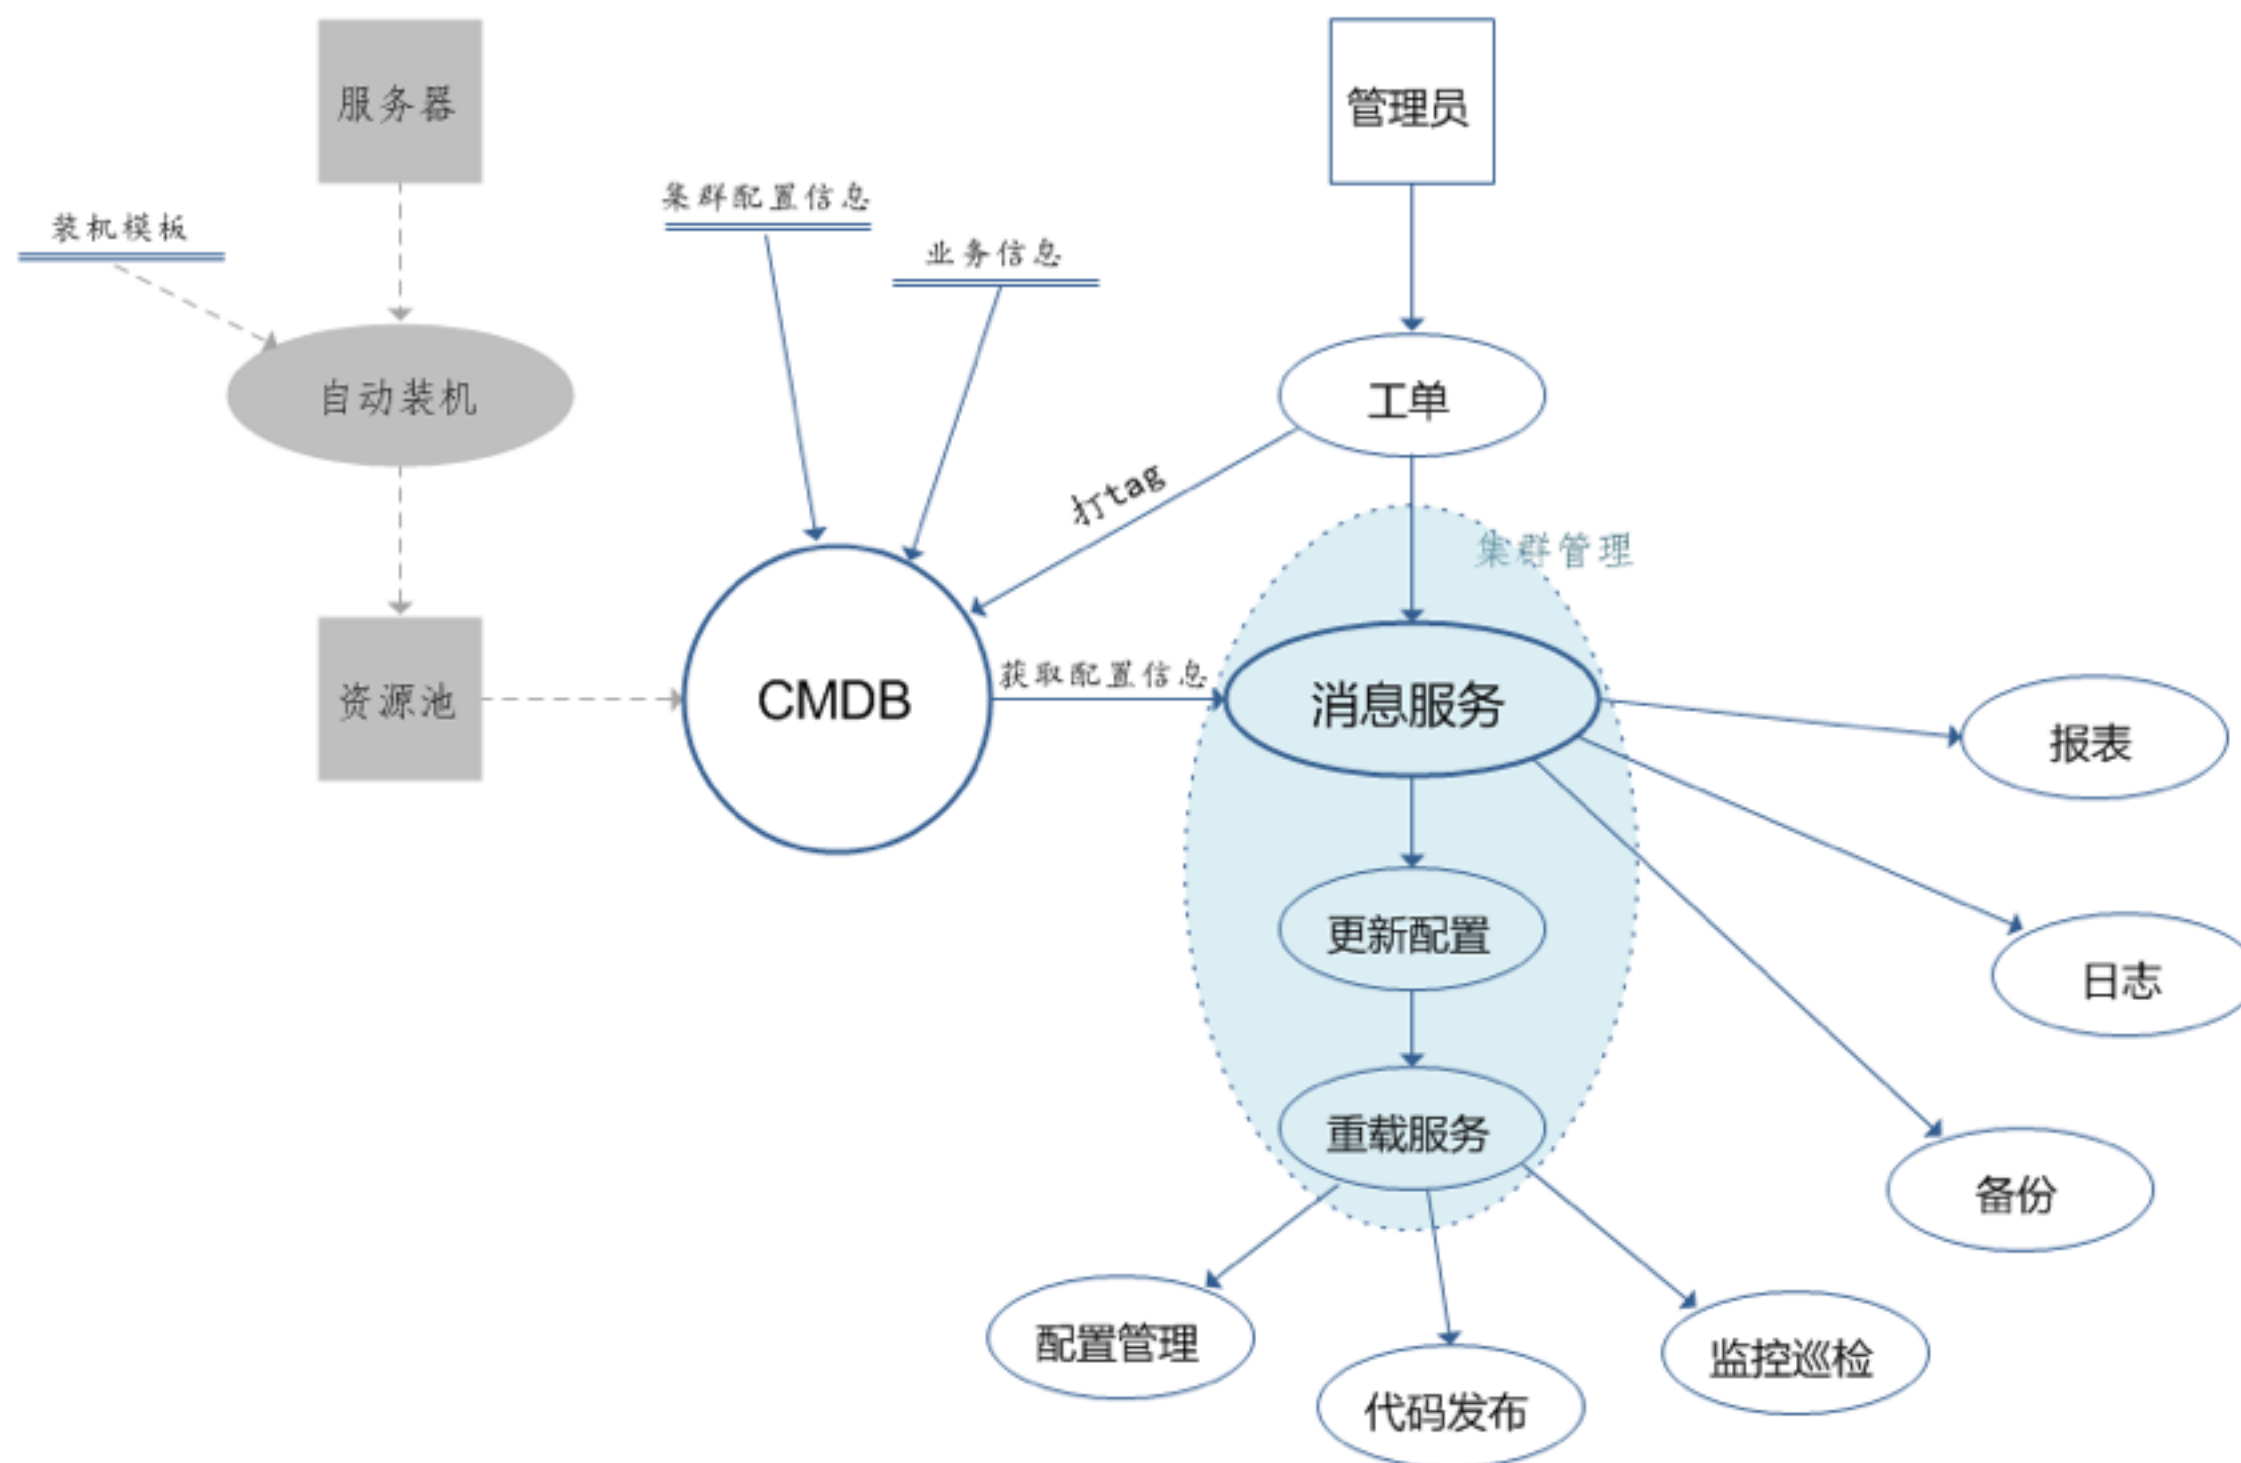 服务器
管理员
集群配置信息
装机模板
业务信息
自动装机
工单
打tag
集群管理
资源池
CMDB
获取配置信息
消息服务
报表
更新配置
日志
重载服务
备份
配置管理
监控巡检
代码发布